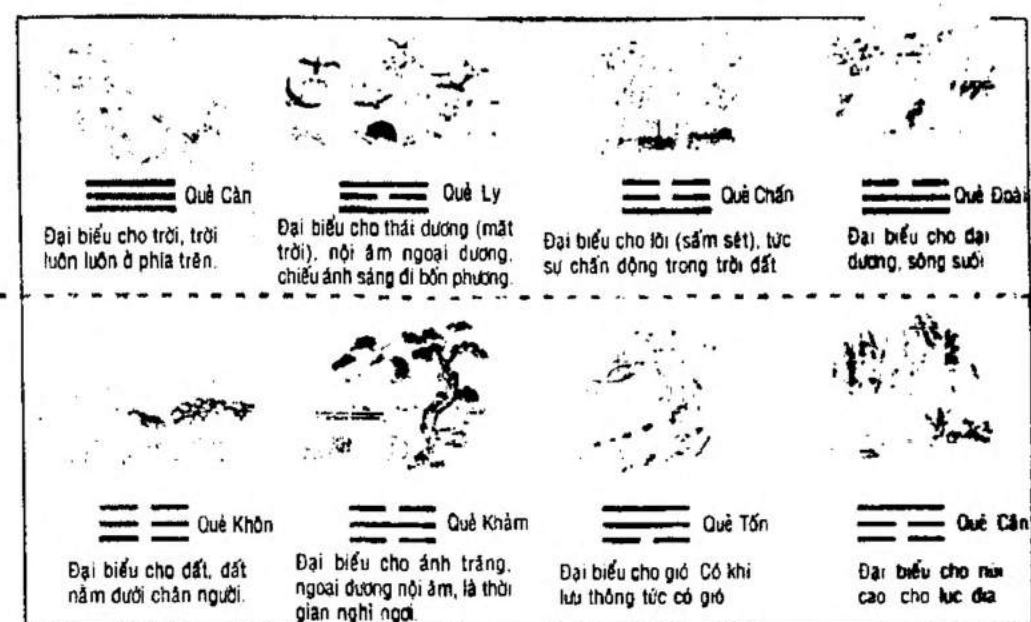 Quẻ Càn
Đại biểu cho trời, trời
luôn luôn ở phía trên.
Quẻ Ly
Đại biểu cho thái dương (mặt
trời), nội âm ngoại dương,
chiếu ánh sáng đi bốn phương.
Quẻ Chấn
Đại biểu cho lôi (sấm sét), tức
sự chấn động trong trời đất
Quẻ Đoài
Đại biểu cho đại
dương, sông suối
Quẻ Khôn
Đại biểu cho đất, đất
nằm dưới chân người.
Quẻ Khảm
Đại biểu cho ánh trăng,
ngoại dương nội âm, là thời
gian nghỉ ngơi.
Quẻ Tốn
Đại biểu cho gió Có khí
lưu thông tức có gió
Quẻ Cấn
Đại biểu cho núi
cao cho lục địa